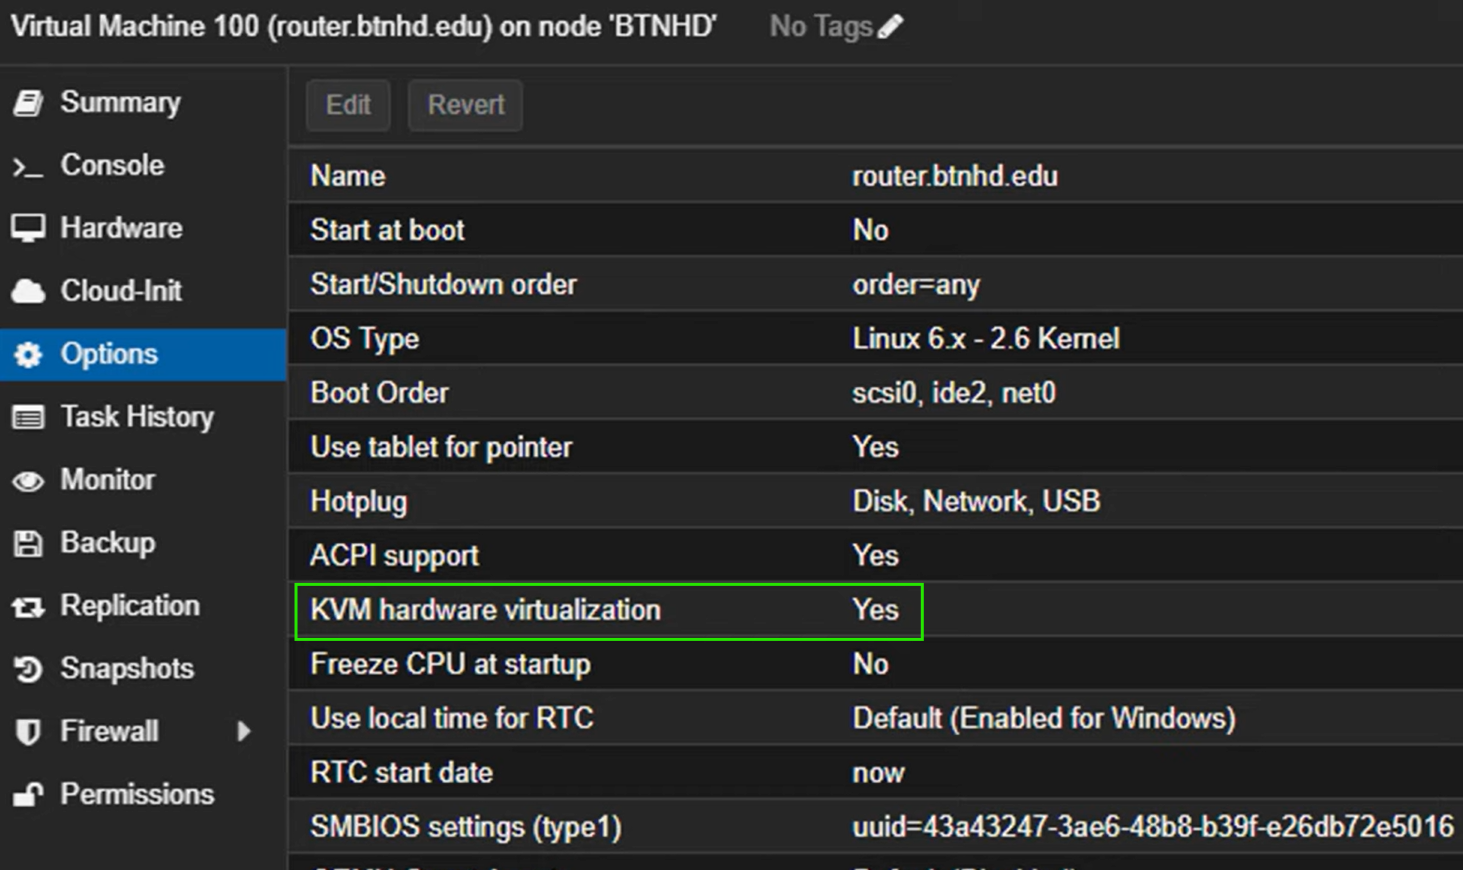 Virtual Machine 100 (router.btnhd.edu) on node 'BTNHD' No Tags
Summary
Console
Hardware
Cloud-Init
Options
Task History
Monitor
Backup
Replication
Snapshots
Firewall
Permissions
Edit Revert
Name router.btnhd.edu
Start at boot No
Start/Shutdown order order=any
OS Type Linux 6.x - 2.6 Kernel
Boot Order scsi0, ide2, net0
Use tablet for pointer Yes
Hotplug Disk, Network, USB
ACPI support Yes
KVM hardware virtualization Yes
Freeze CPU at startup No
Use local time for RTC Default (Enabled for Windows)
RTC start date now
SMBIOS settings (type1) uuid=43a43247-3ae6-48b8-b39f-e26db72e5016